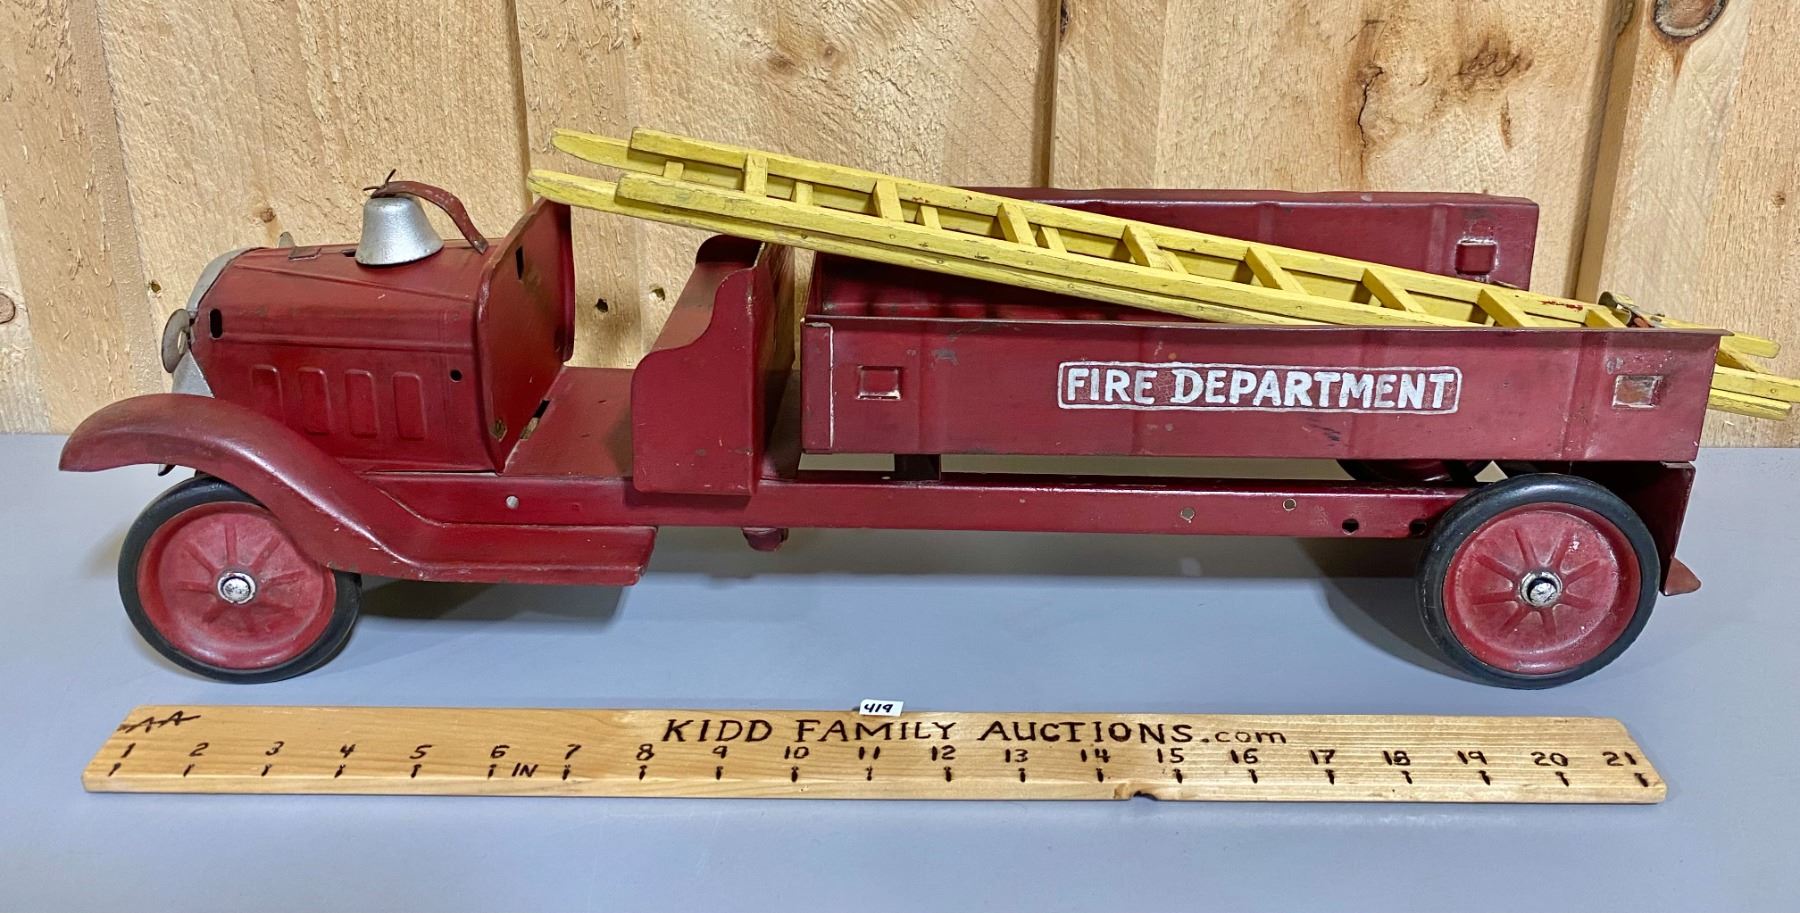 FIRE DEPARTMENT
419
KIDD FAMILY AUCTIONS.com
AA
1 2 3 4 5 6 IN 7 8 9 10 11 12 13 14 15 16 17 18 19 20 21